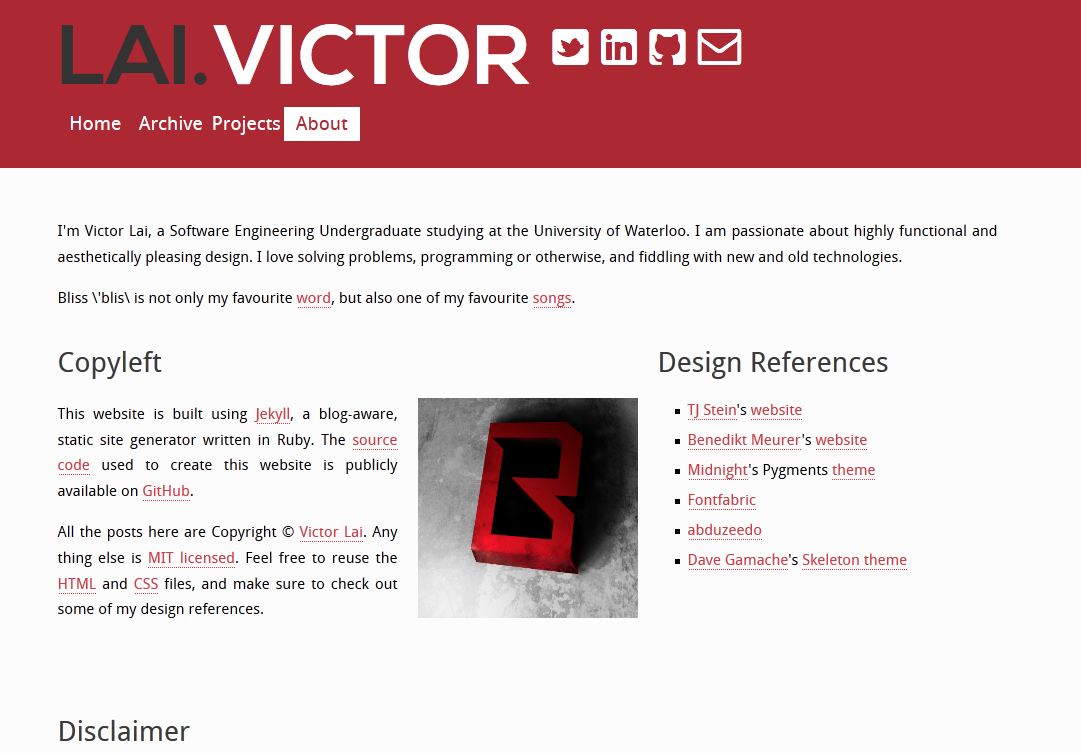 LAI.VICTOR
Home Archive Projects About
I'm Victor Lai, a Software Engineering Undergraduate studying at the University of Waterloo. I am passionate about highly functional and
aesthetically pleasing design. I love solving problems, programming or otherwise, and fiddling with new and old technologies.
Bliss \'blis\ is not only my favourite word, but also one of my favourite songs.
Copyleft
This website is built using Jekyll, a blog-aware,
static site generator written in Ruby. The source
code used to create this website is publicly
available on GitHub.
All the posts here are Copyright © Victor Lai. Any
thing else is MIT licensed. Feel free to reuse the
HTML and CSS files, and make sure to check out
some of my design references.
B
Design References
TJ Stein's website
Benedikt Meurer's website
Midnight's Pygments theme
Fontfabric
abduzeedo
Dave Gamache's Skeleton theme
Disclaimer